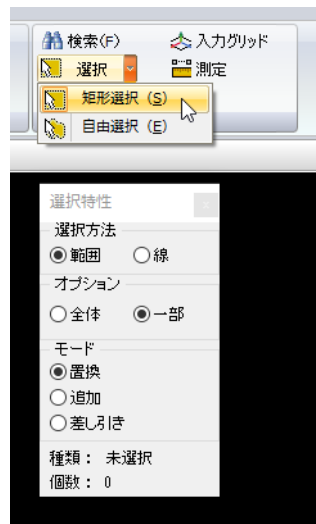 検索(F) 入力グリッド
選択 測定
矩形選択 (S)
自由選択 (E)
選択特性
選択方法
範囲 線
オプション
全体 一部
モード
置換
追加
差し引き
種類： 未選択
個数： 0